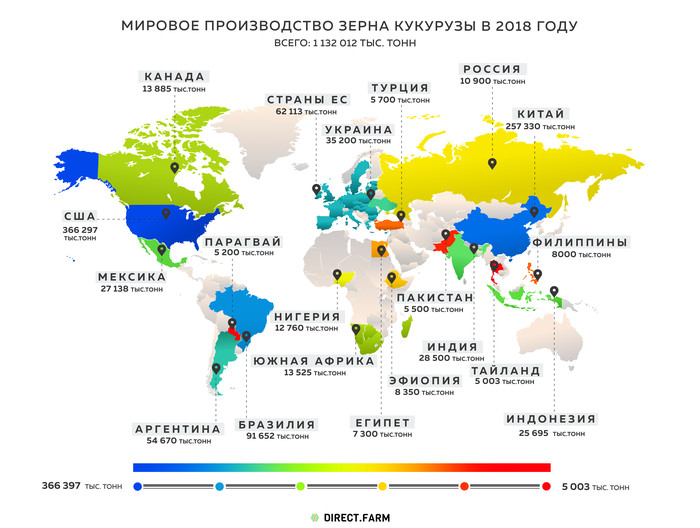 МИРОВОЕ ПРОИЗВОДСТВО ЗЕРНА КУКУРУЗЫ В 2018 ГОДУ
ВСЕГО: 1 132 012 ТЫС. ТОНН
РОССИЯ
10 900 тыс.тонн
КАНАДА
13 885 тыс.тонн
ТУРЦИЯ
5 700 тыс.тонн
СТРАНЫ ЕС
62 113 тыс.тонн
КИТАЙ
257 330 тыс.тонн
УКРАИНА
35 200 тыс.тонн
США
366 297
тыс.тонн
ПАРАГВАЙ
5 200 тыс.тонн
ФИЛИППИНЫ
8000 тыс.тонн
МЕКСИКА
27 138 тыс.тонн
ПАКИСТАН
5 500 тыс.тонн
НИГЕРИЯ
12 760 тыс.тонн
ИНДИЯ
28 500 тыс.тонн
ЮЖНАЯ АФРИКА
13 525 тыс.тонн
ТАЙЛАНД
5 003 тыс.тонн
ЭФИОПИЯ
8 350 тыс.тонн
ИНДОНЕЗИЯ
25 695 тыс.тонн
АРГЕНТИНА
54 670 тыс.тонн
БРАЗИЛИЯ
91 652 тыс.тонн
ЕГИПЕТ
7 300 тыс.тонн
366 397 тыс. тонн
5 003 тыс.тонн
DIRECT.FARM